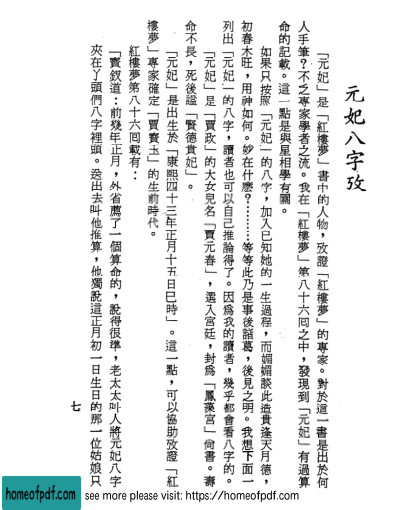 元妃八字攷
「元妃」是「紅樓夢」書中的人物，攷證「紅樓夢」的專家。對於這一書是出於何
人手筆？不乏專家學者之流。我在「紅樓夢」第八十六囘之中，發現到「元妃」有過算
命的記載。這一點是與星相學有關。
如果只按照「元妃」的八字，加入已知她的一生過程，而娓娓談此造貴逢天月德，
初春木旺，用神如何。妙在什麼？………等等此乃是事後諸葛，後見之明。我想下面一
列出「元妃」的八字，讀者也可以自己推論得了。因爲我的讀者，幾乎都會看八字的。
「元妃」是「賈政」的大女兒名「賈元春」，選入宮廷，封爲「鳳藻宮」尙書。壽
命不長，死後謚「賢德貴妃」。
「元妃」是出生於「康熙四十三年正月十五日巳時」。這一點，可以協助攷證「紅
樓夢」專家確定「賈寶玉」的生前時代。
紅樓夢第八十六囘載有：
「寶釵道：前幾年正月，外省薦了一個算命的，說得很準，老太太叫人將元妃八字
夾在丫頭們八字裡頭。送出去叫他推算，他獨說這正月初一日生日的那一位姑娘只
七
homeofpdf.com
see more please visit: https://homeofpdf.com